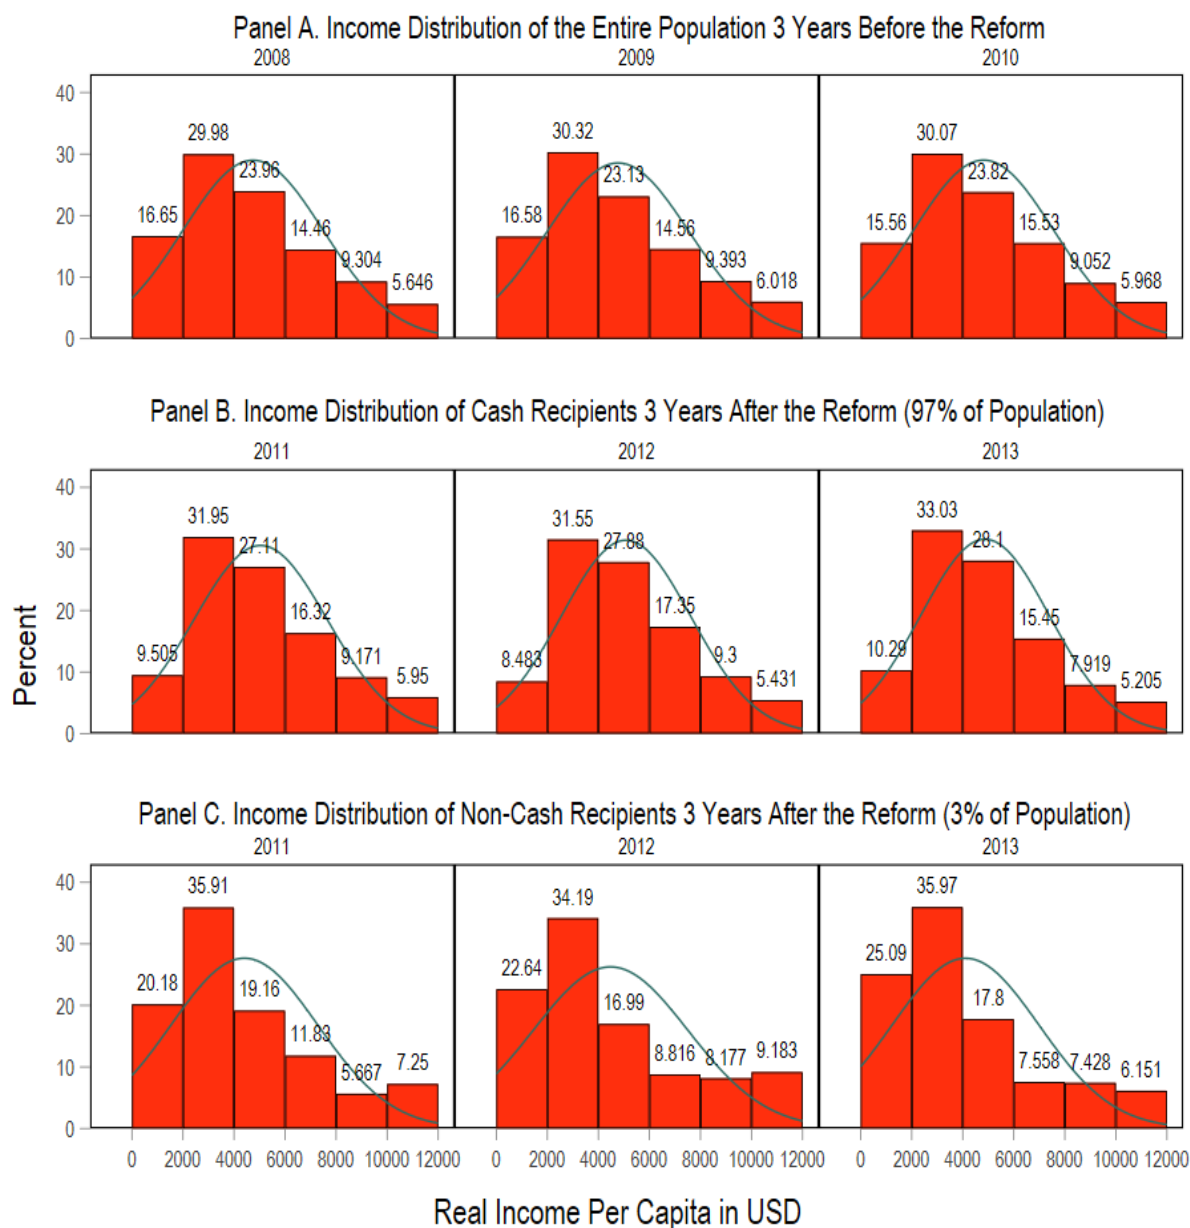 Panel A. Income Distribution of the Entire Population 3 Years Before the Reform
2008 2009 2010
40
30
20
10
0
16.65 29.98 23.96 14.46 9.304 5.646
16.58 30.32 23.13 14.56 9.393 6.018
15.56 30.07 23.82 15.53 9.052 5.968
Panel B. Income Distribution of Cash Recipients 3 Years After the Reform (97% of Population)
2011 2012 2013
40
30
20
10
0
9.505 31.95 27.11 16.32 9.171 5.95
8.483 31.55 27.88 17.35 9.3 5.431
10.29 33.03 28.1 15.45 7.919 5.205
Percent
Panel C. Income Distribution of Non-Cash Recipients 3 Years After the Reform (3% of Population)
2011 2012 2013
40
30
20
10
0
20.18 35.91 19.16 11.83 5.667 7.25
22.64 34.19 16.99 8.816 8.177 9.183
25.09 35.97 17.8 7.558 7.428 6.151
0 2000 4000 6000 8000 10000 12000 0 2000 4000 6000 8000 10000 12000 0 2000 4000 6000 8000 10000 12000
Real Income Per Capita in USD